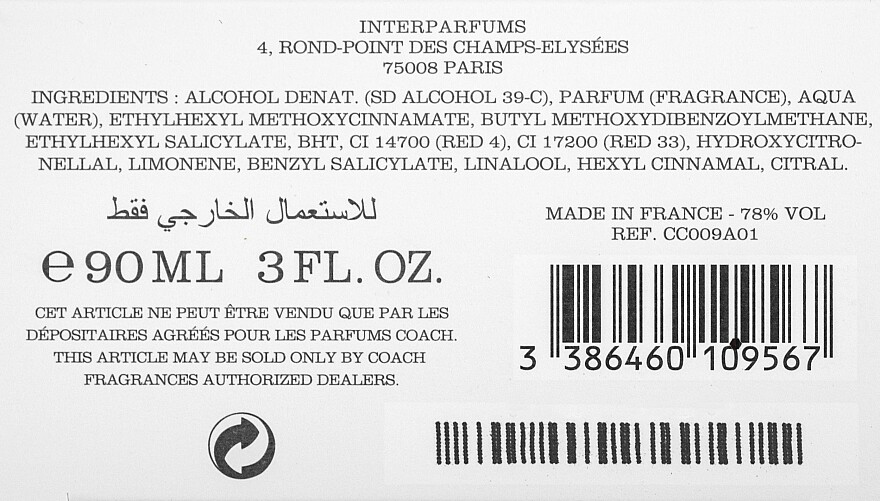 INTERPARFUMS
4, ROND-POINT DES CHAMPS-ELYSÉES
75008 PARIS
INGREDIENTS : ALCOHOL DENAT. (SD ALCOHOL 39-C), PARFUM (FRAGRANCE), AQUA
(WATER), ETHYLHEXYL METHOXYCINNAMATE, BUTYL METHOXYDIBENZOYLMETHANE,
ETHYLHEXYL SALICYLATE, BHT, CI 14700 (RED 4), CI 17200 (RED 33), HYDROXYCITRO-
NELLAL, LIMONENE, BENZYL SALICYLATE, LINALOOL, HEXYL CINNAMAL, CITRAL.
للاستعمال الخارجي فقط
℮ 90 ML 3 FL. OZ.
CET ARTICLE NE PEUT ÊTRE VENDU QUE PAR LES
DÉPOSITAIRES AGRÉÉS POUR LES PARFUMS COACH.
THIS ARTICLE MAY BE SOLD ONLY BY COACH
FRAGRANCES AUTHORIZED DEALERS.
MADE IN FRANCE - 78% VOL
REF. CC009A01
3 386460 109567